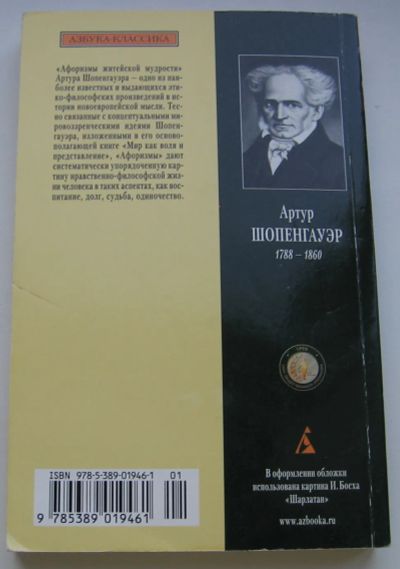 АЗБУКА-КЛАССИКА
«Афоризмы житейской мудрости»
Артура Шопенгауэра — одно из наи-
более известных и выдающихся эти-
ко-философских произведений в ис-
тории новоевропейской мысли. Тес-
но связанные с концептуальными ми-
ровоззренческими идеями Шопен-
гауэра, изложенными в его осново-
полагающей книге «Мир как воля и
представление», «Афоризмы» дают
систематически упорядоченную кар-
тину нравственно-философской жиз-
ни человека в таких аспектах, как вос-
питание, долг, судьба, одиночество.
Артур
ШОПЕНГАУЭР
1788 – 1860
ISBN 978-5-389-01946-1 01
9 785389 019461
В оформлении обложки
использована картина И. Босха
«Шарлатан»
www.azbooka.ru